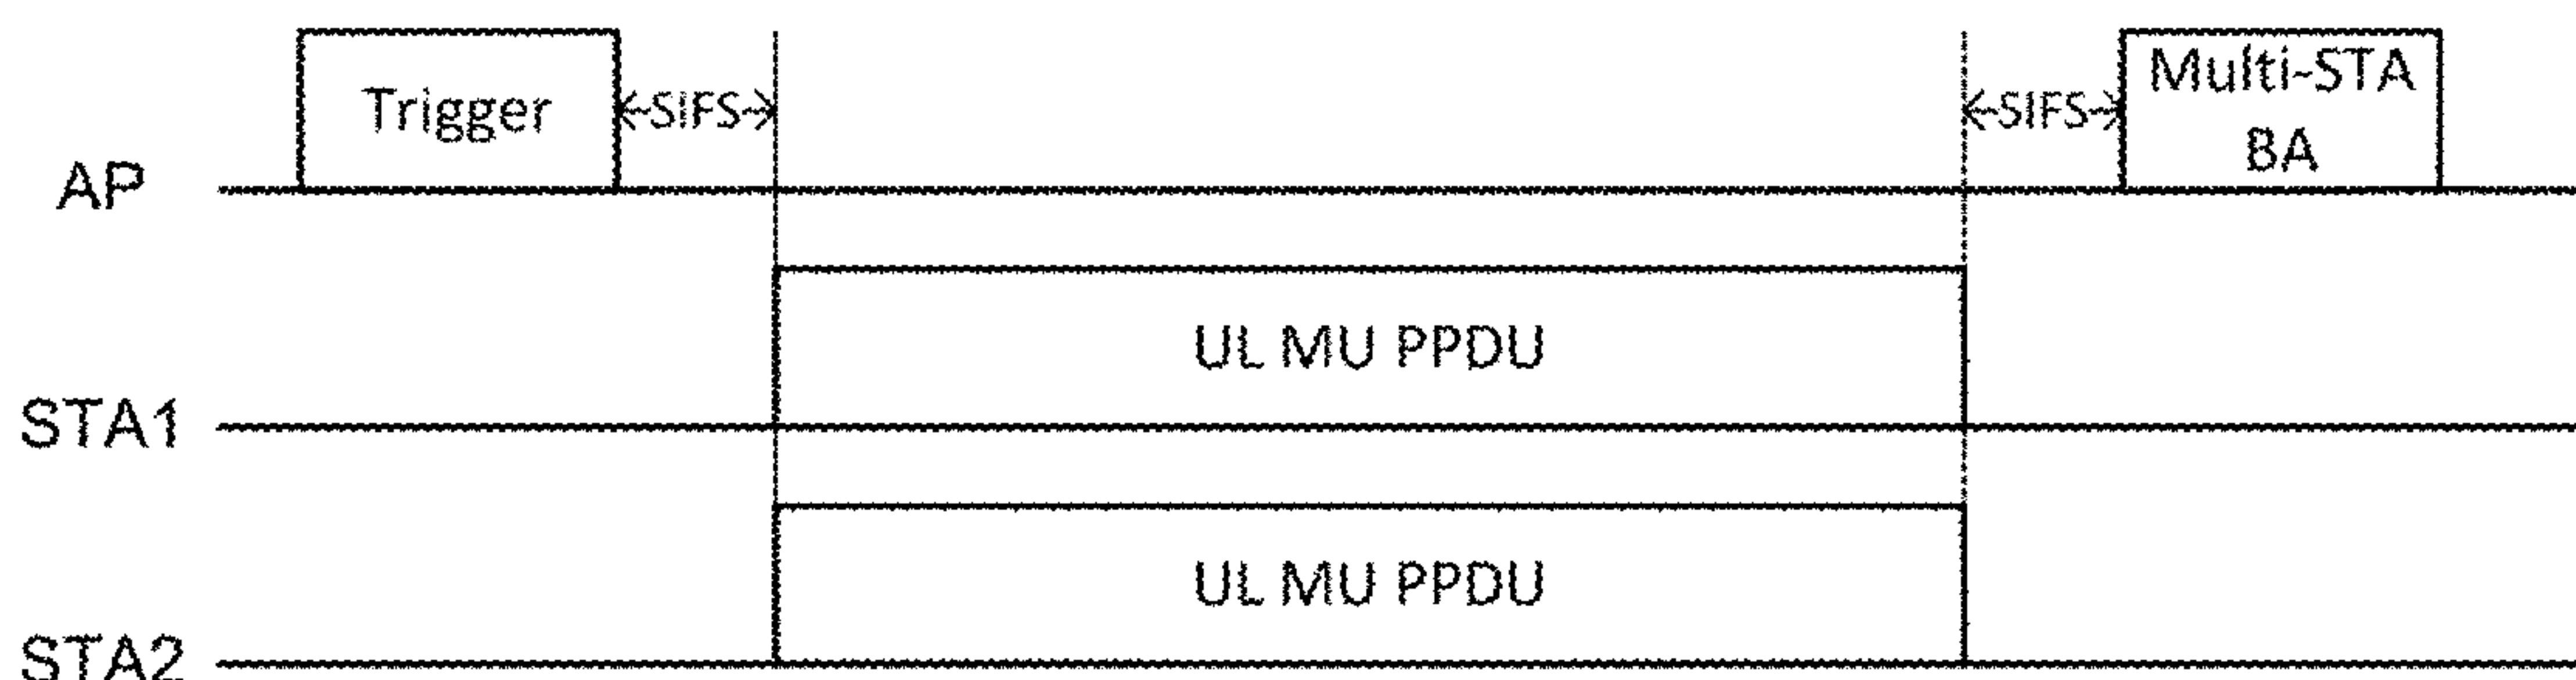 Trigger
SIFS
SIFS
Multi-STA
BA
AP
UL MU PPDU
STA1
UL MU PPDU
STA2